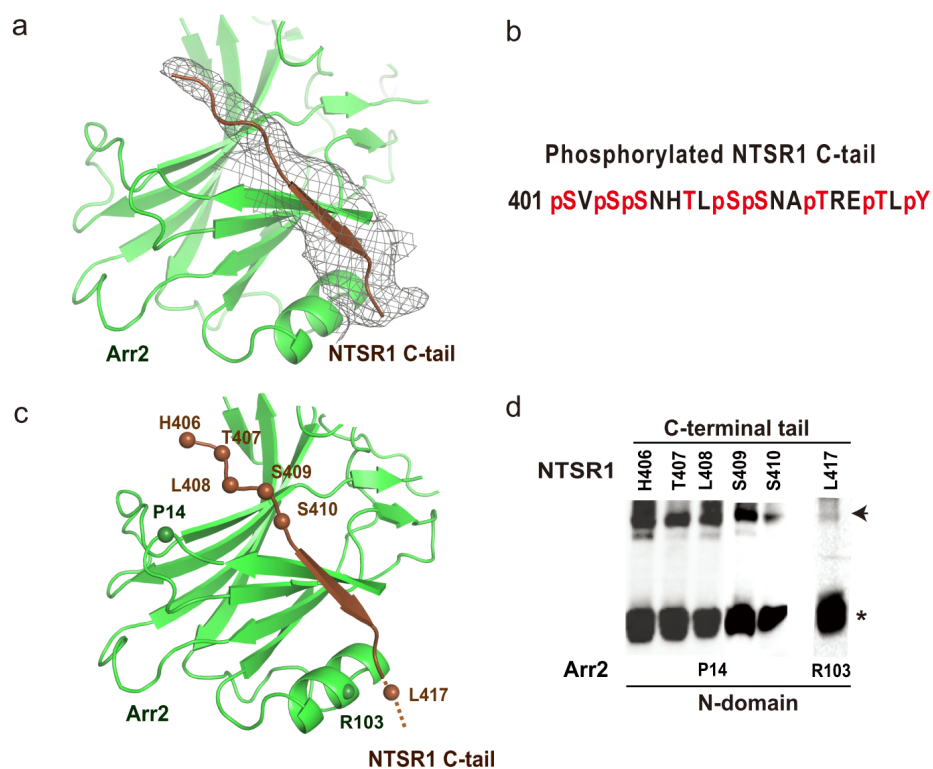 a
Arr2
NTSR1 C-tail
b
Phosphorylated NTSR1 C-tail
401 pSVpSpSNHTLpSpSNApTREpTLpY
c
H406
T407
L408
S409
S410
P14
Arr2
R103
L417
NTSR1 C-tail
d
C-terminal tail
NTSR1
H406
T407
L408
S409
S410
L417
*
Arr2
P14
R103
N-domain